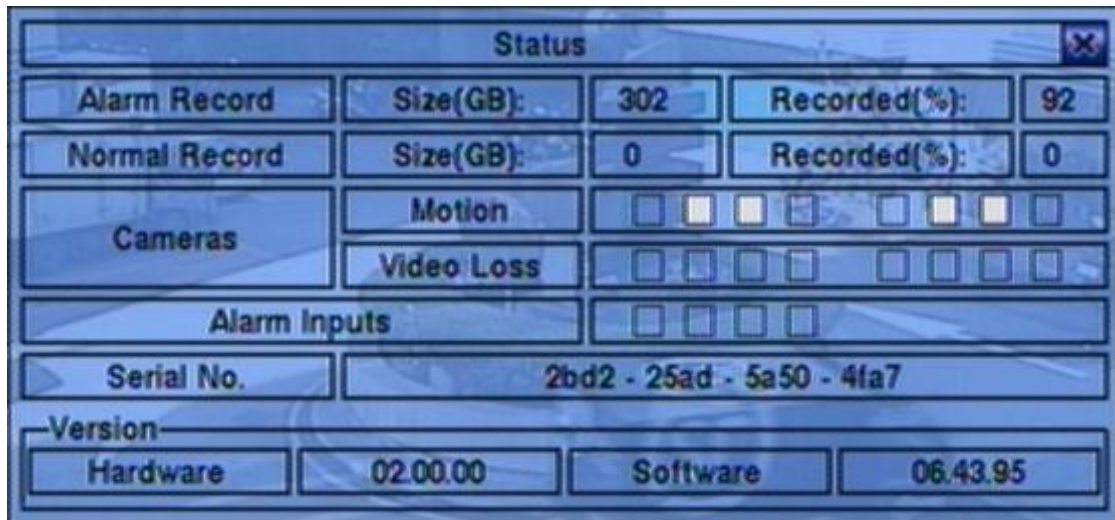 Status
Alarm Record Size(GB): 302 Recorded(%): 92
Normal Record Size(GB): 0 Recorded(%): 0
Cameras
Motion
Video Loss
Alarm Inputs
Serial No. 2bd2 - 25ad - 5a50 - 4fa7
Version
Hardware 02.00.00 Software 06.43.95